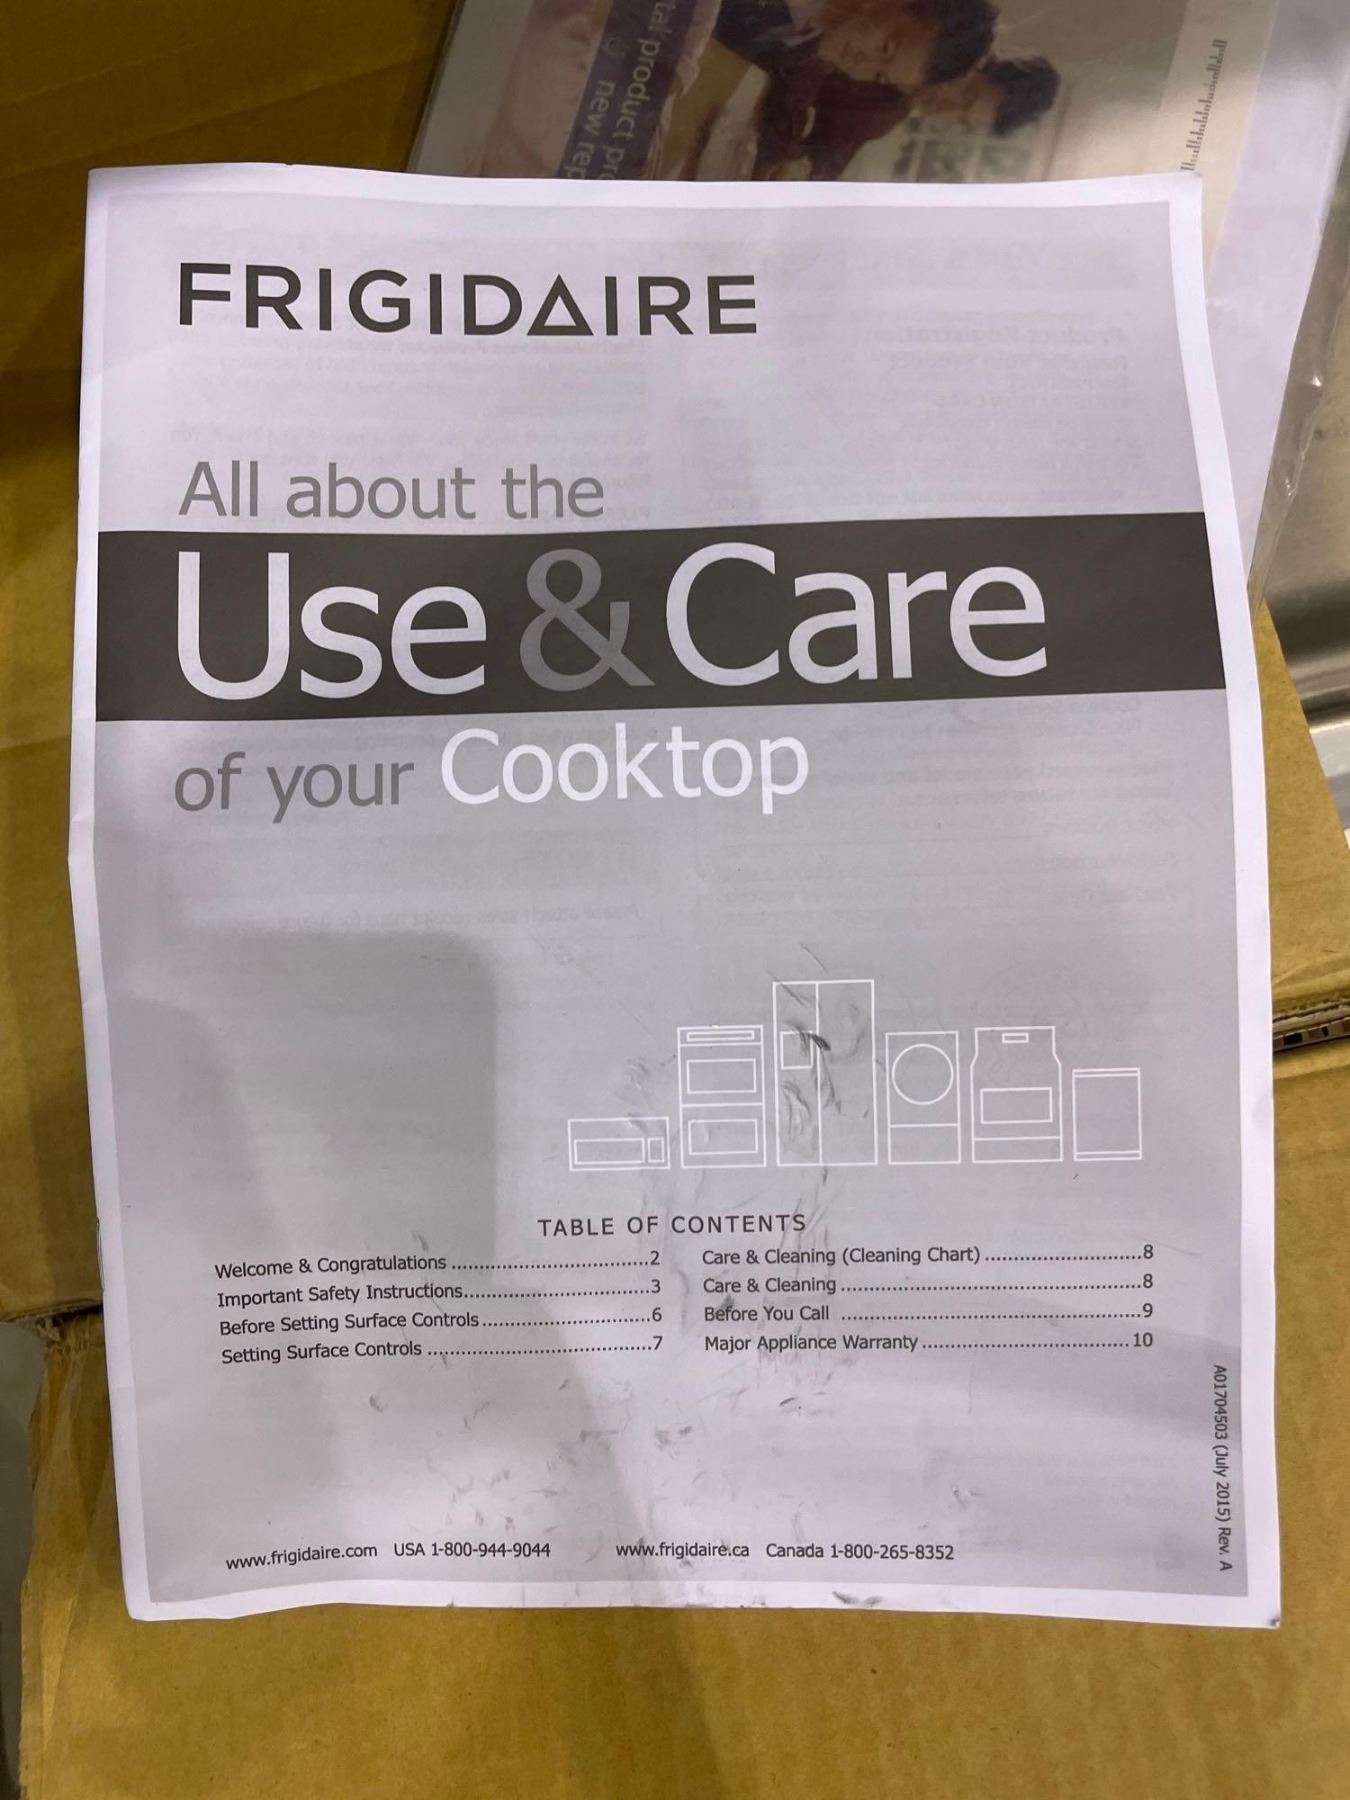 tal product pro
new rep
FRIGIDAIRE
All about the
Use & Care
of your Cooktop
TABLE OF CONTENTS
Welcome & Congratulations ..................................2
Important Safety Instructions................................3
Before Setting Surface Controls.............................6
Setting Surface Controls .......................................7
Care & Cleaning (Cleaning Chart) ...........................8
Care & Cleaning ....................................................8
Before You Call ....................................................9
Major Appliance Warranty .................................... 10
www.frigidaire.com USA 1-800-944-9044
www.frigidaire.ca Canada 1-800-265-8352
A01704503 (July 2015) Rev. A